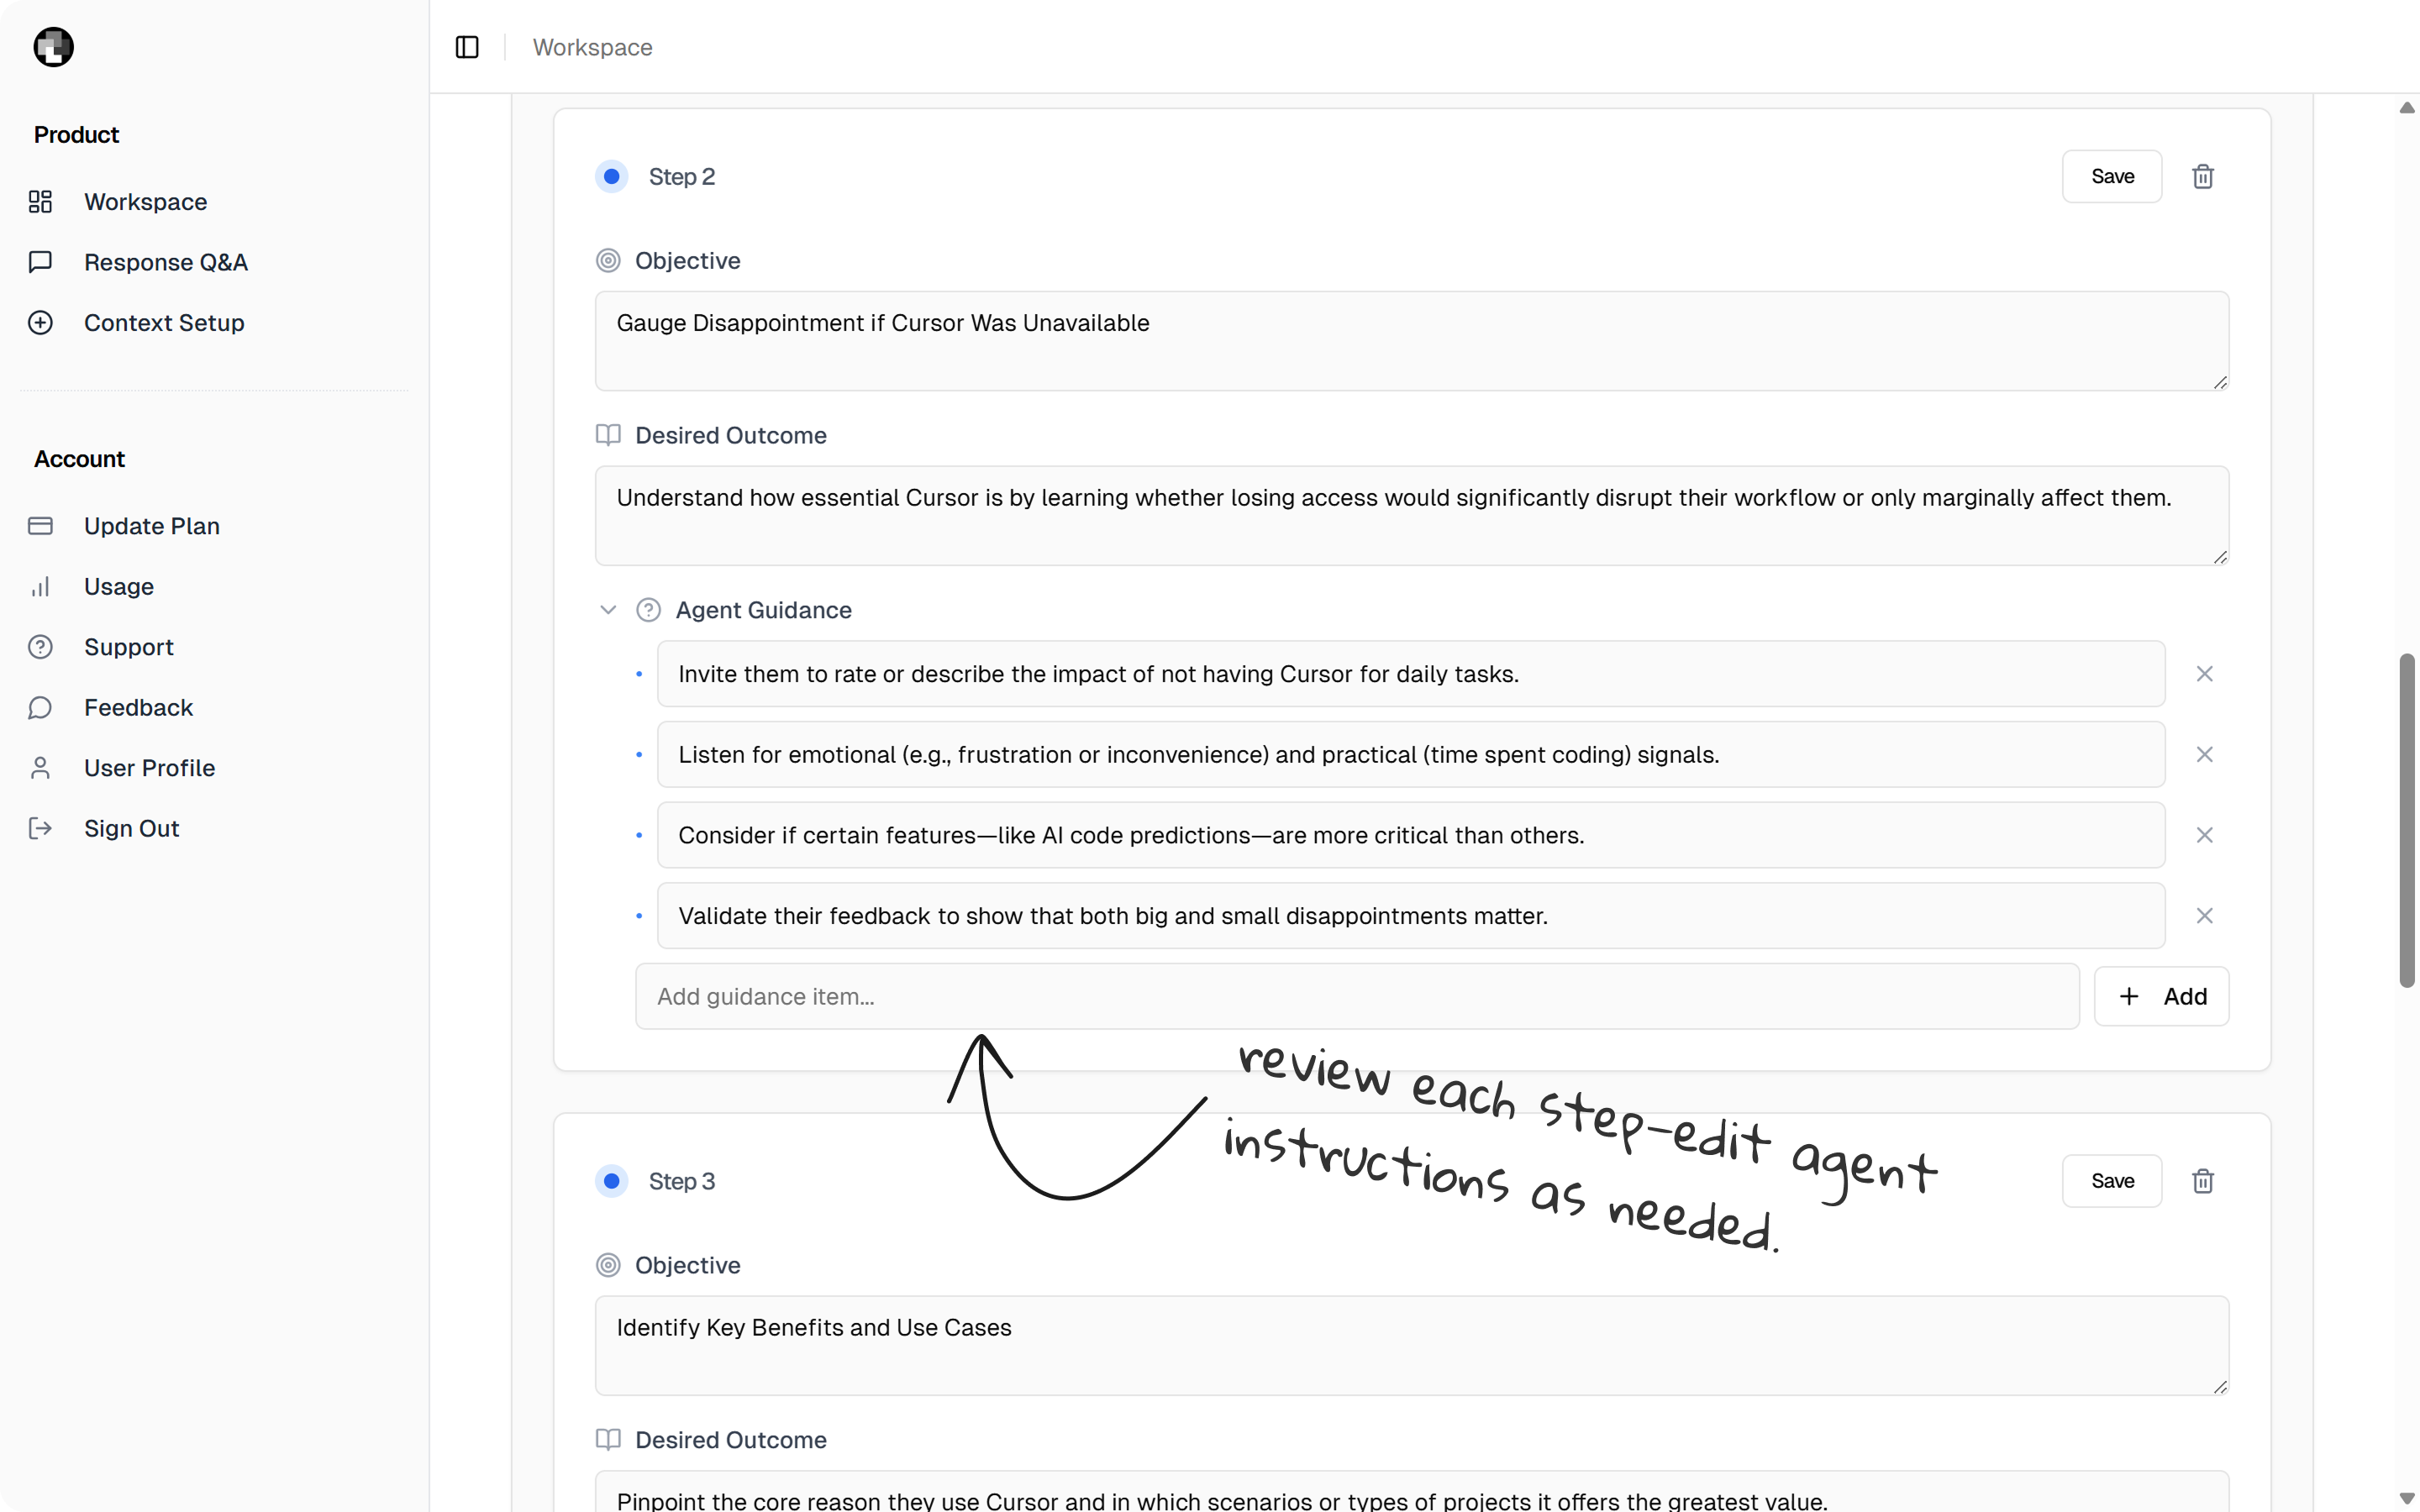 Workspace
Product
Workspace
Response Q&A
Context Setup
Account
Update Plan
Usage
Support
Feedback
User Profile
Sign Out
Step 2
Save
Objective
Gauge Disappointment if Cursor Was Unavailable
Desired Outcome
Understand how essential Cursor is by learning whether losing access would significantly disrupt their workflow or only marginally affect them.
Agent Guidance
Invite them to rate or describe the impact of not having Cursor for daily tasks.
Listen for emotional (e.g., frustration or inconvenience) and practical (time spent coding) signals.
Consider if certain features—like AI code predictions—are more critical than others.
Validate their feedback to show that both big and small disappointments matter.
Add guidance item...
Add
review each step-edit agent
instructions as needed.
Step 3
Save
Objective
Identify Key Benefits and Use Cases
Desired Outcome
Pinpoint the core reason they use Cursor and in which scenarios or types of projects it offers the greatest value.